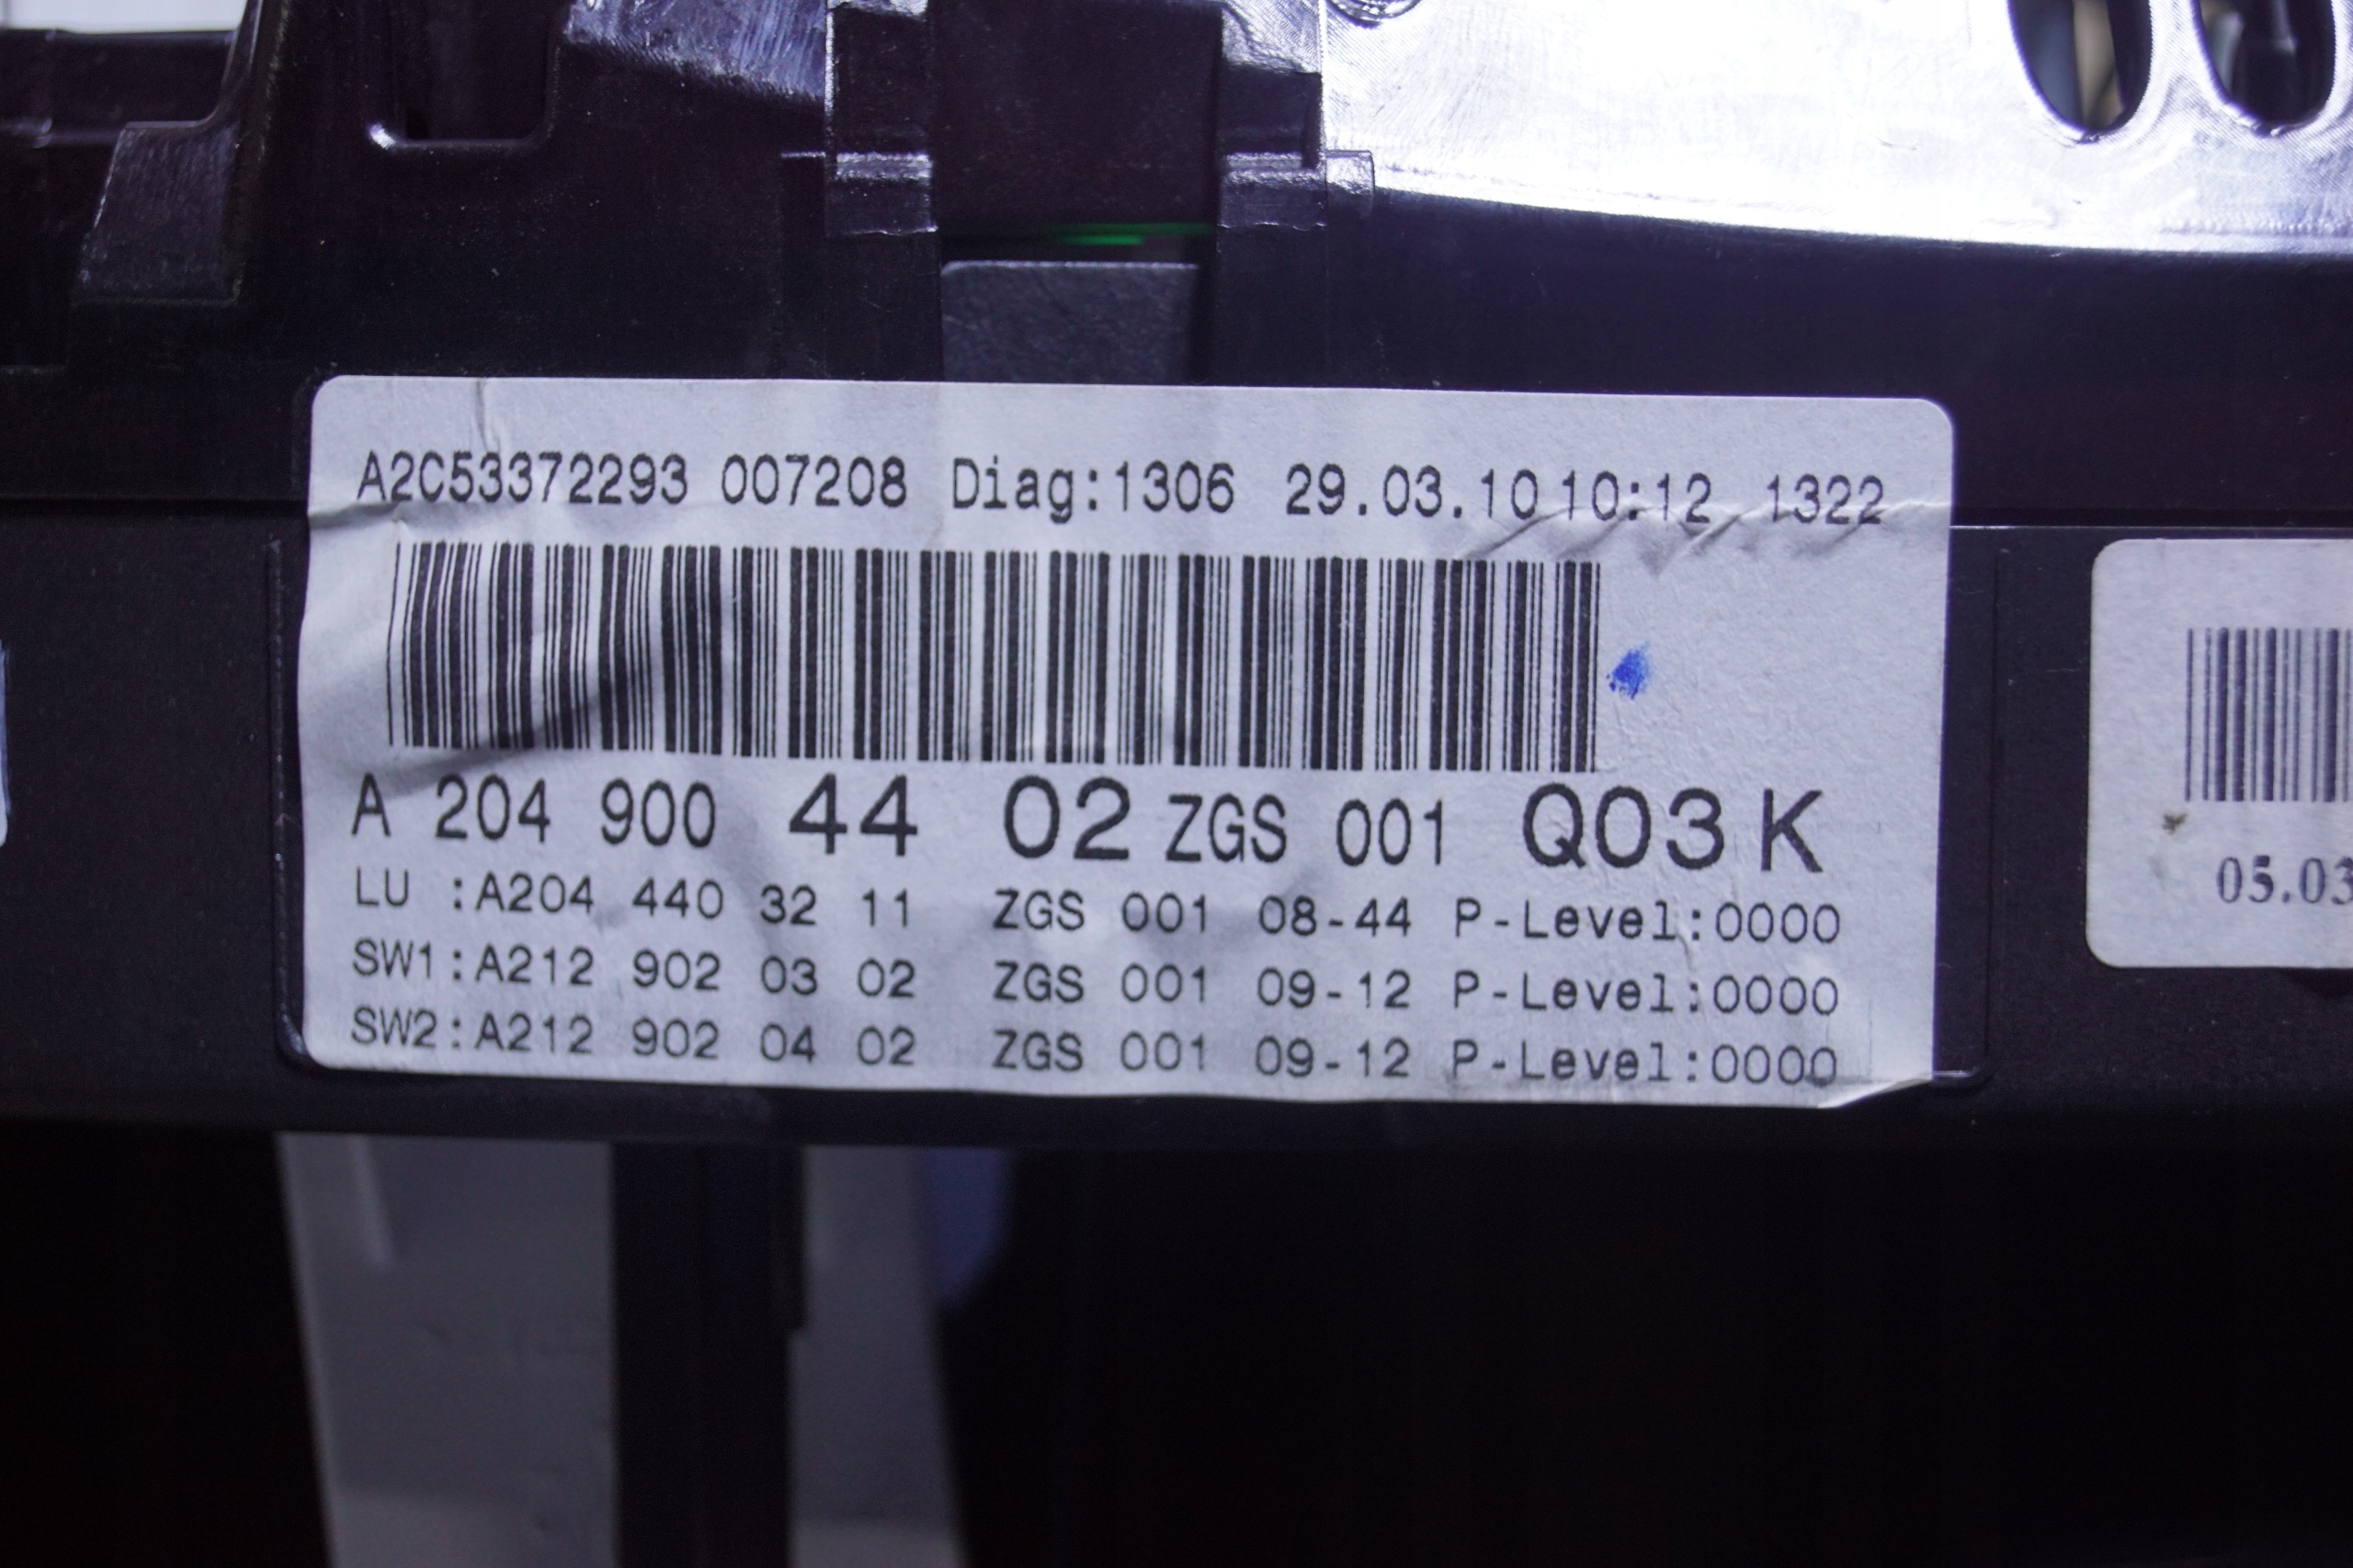 A2C53372293 007208 Diag:1306 29.03.10 10:12 1322
A 204 900 44 02 ZGS 001 Q03 K
LU :A204 440 32 11 ZGS 001 08-44 P-Level:0000
SW1:A212 902 03 02 ZGS 001 09-12 P-Level:0000
SW2:A212 902 04 02 ZGS 001 09-12 P-Level:0000
05.03